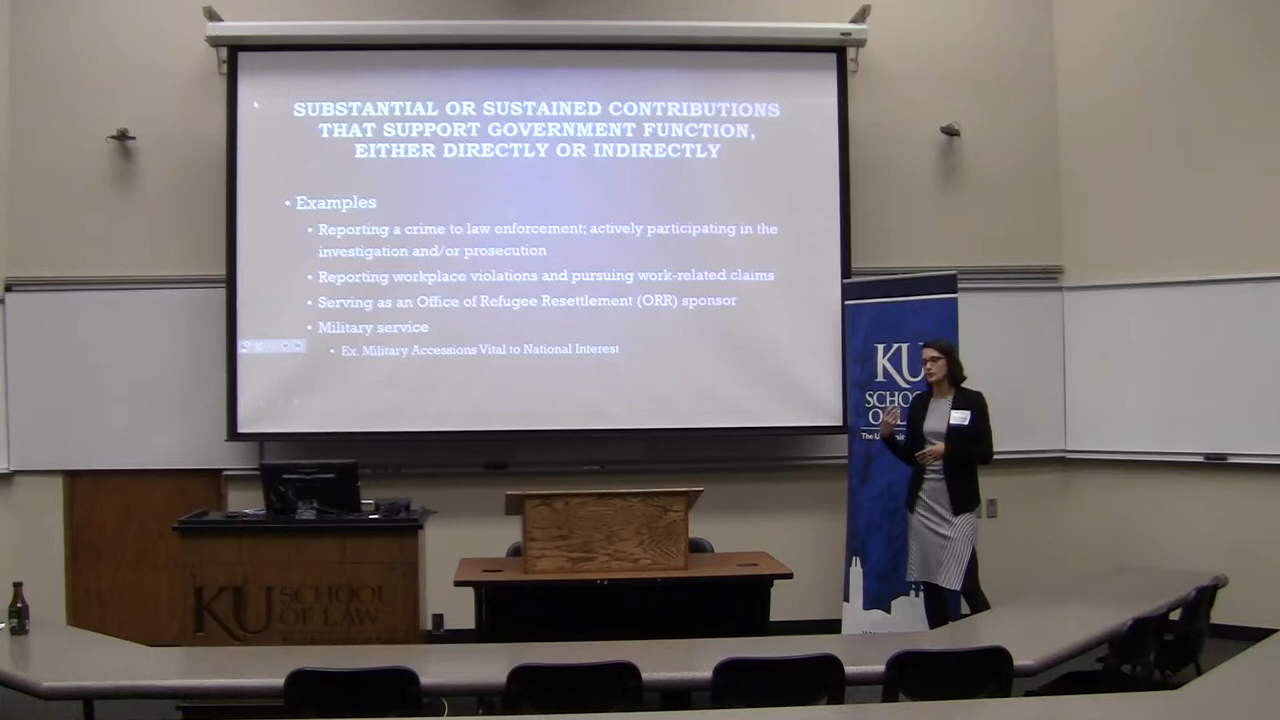 SUBSTANTIAL OR SUSTAINED CONTRIBUTIONS
THAT SUPPORT GOVERNMENT FUNCTION,
EITHER DIRECTLY OR INDIRECTLY
• Examples
• Reporting a crime to law enforcement; actively participating in the
investigation and/or prosecution
• Reporting workplace violations and pursuing work-related claims
• Serving as an Office of Refugee Resettlement (ORR) sponsor
• Military service
• Ex. Military Accessions Vital to National Interest
KU
The
KU SCHOOL
OF LAW